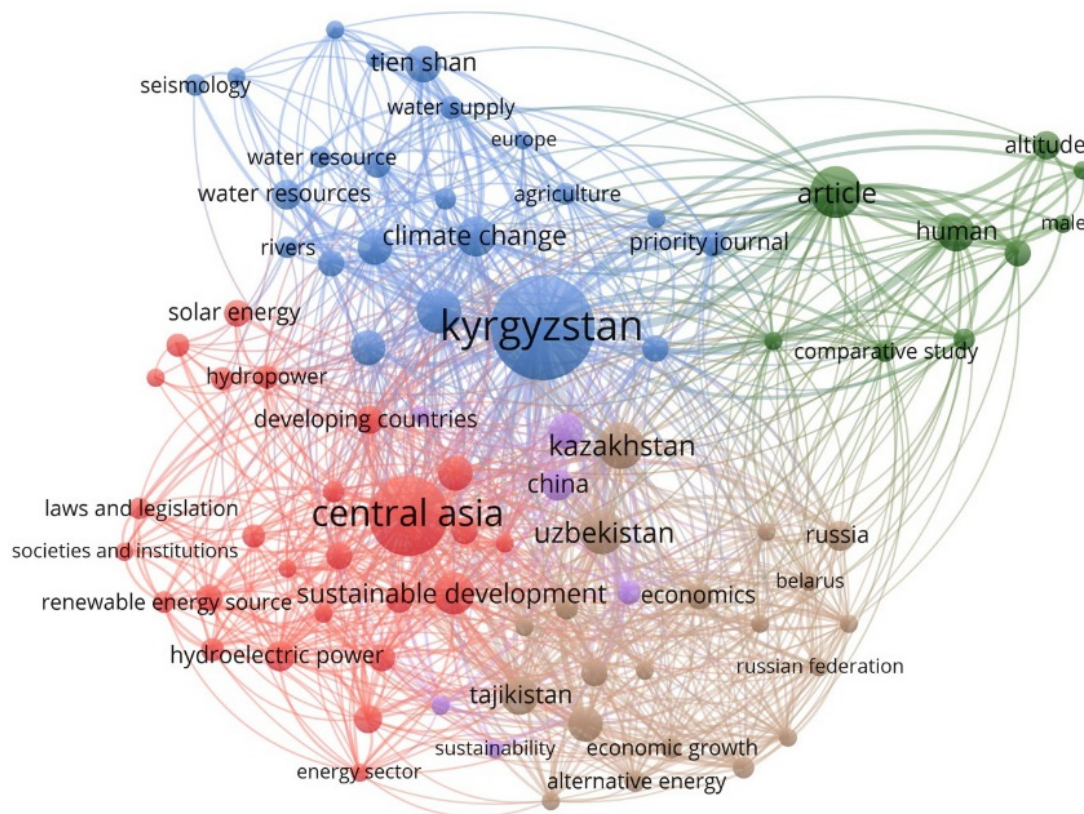 tien shan
seismology
water supply
europe
altitude
water resource
water resources
agriculture
article
male
human
climate change
priority journal
rivers
solar energy
kyrgyzstan
comparative study
hydropower
developing countries
kazakhstan
china
laws and legislation
central asia
uzbekistan
russia
societies and institutions
belarus
renewable energy source
sustainable development
economics
hydroelectric power
russian federation
tajikistan
sustainability
economic growth
energy sector
alternative energy